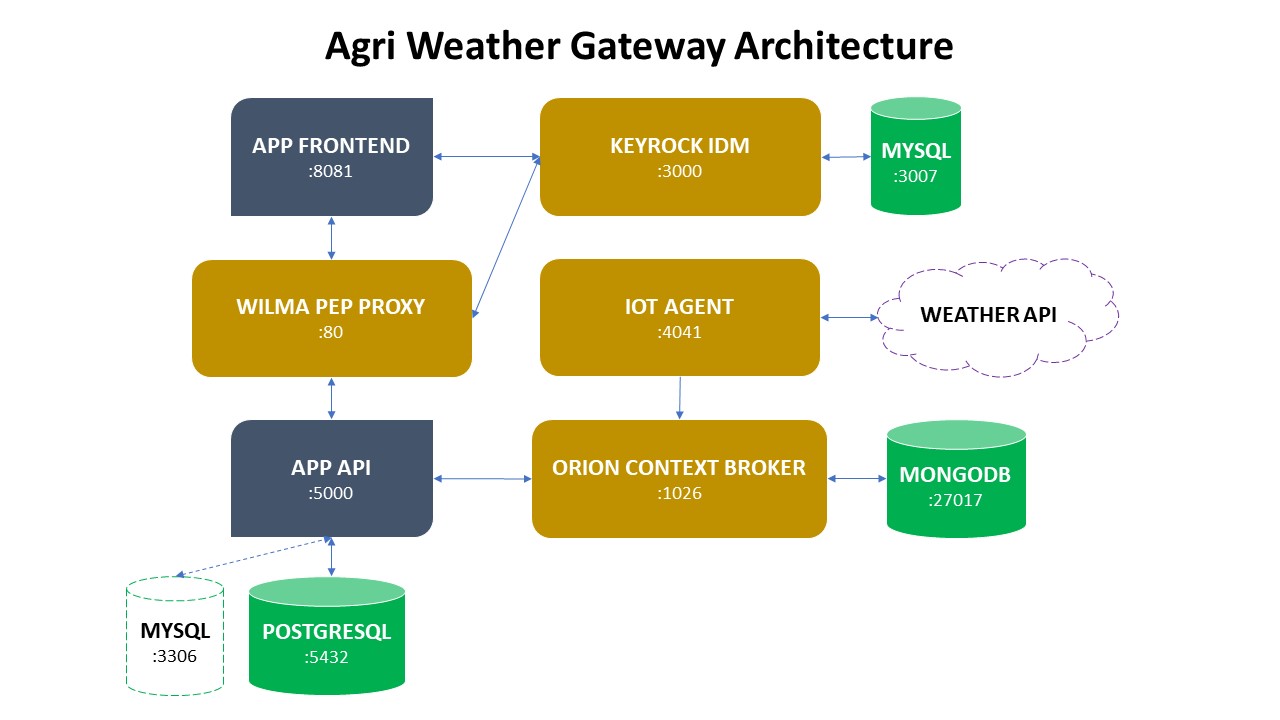 Agri Weather Gateway Architecture
APP FRONTEND
:8081
KEYROCK IDM
:3000
MYSQL
:3007
WILMA PEP PROXY
:80
IOT AGENT
:4041
WEATHER API
APP API
:5000
ORION CONTEXT BROKER
:1026
MONGODB
:27017
MYSQL
:3306
POSTGRESQL
:5432